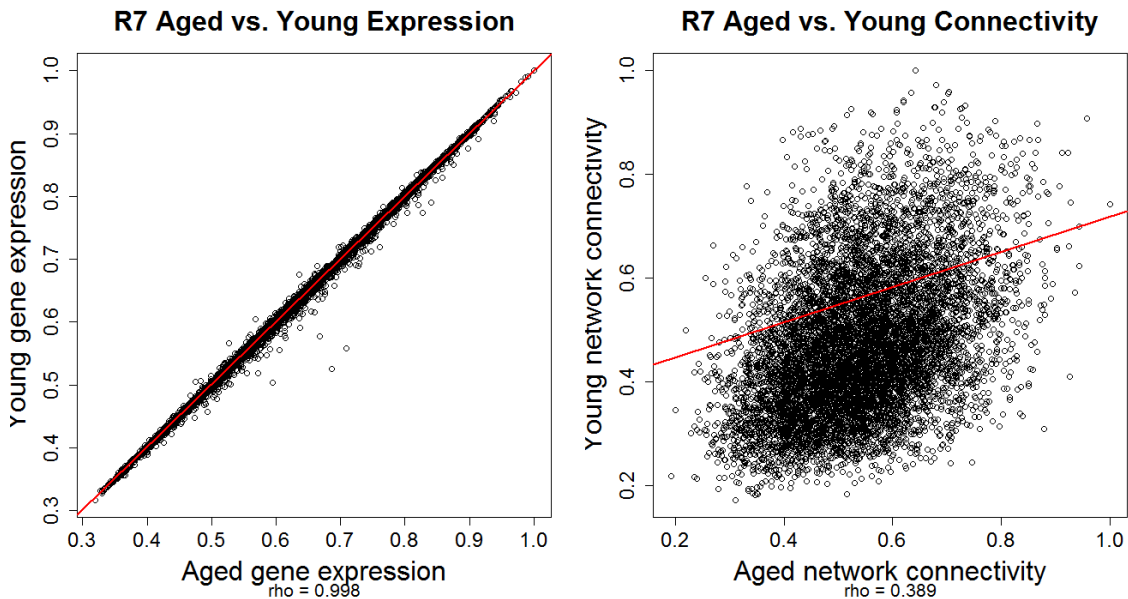 R7 Aged vs. Young Expression
Young gene expression
1.0
0.9
0.8
0.7
0.6
0.5
0.4
0.3
0.3 0.4 0.5 0.6 0.7 0.8 0.9 1.0
Aged gene expression
rho = 0.998
R7 Aged vs. Young Connectivity
Young network connectivity
1.0
0.8
0.6
0.4
0.2
0.2 0.4 0.6 0.8 1.0
Aged network connectivity
rho = 0.389